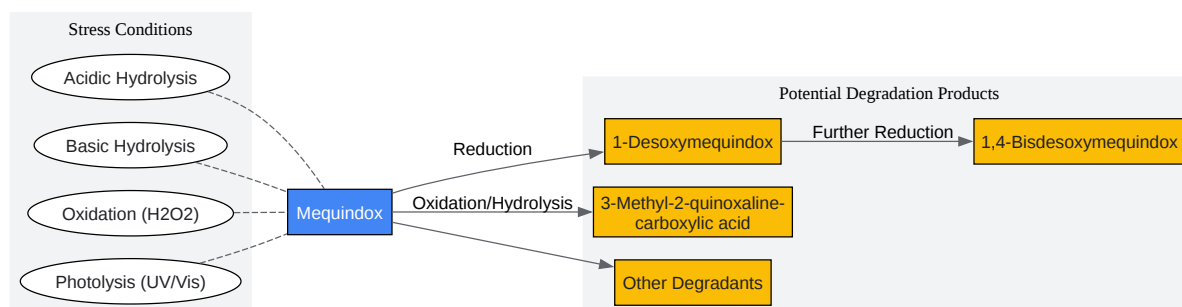 Stress Conditions
Acidic Hydrolysis
Basic Hydrolysis
Oxidation (H2O2)
Photolysis (UV/Vis)
Mequindox
Reduction
Oxidation/Hydrolysis
Potential Degradation Products
1-Desoxymequindox
Further Reduction
1,4-Bisdesoxymequindox
3-Methyl-2-quinoxaline-
carboxylic acid
Other Degradants